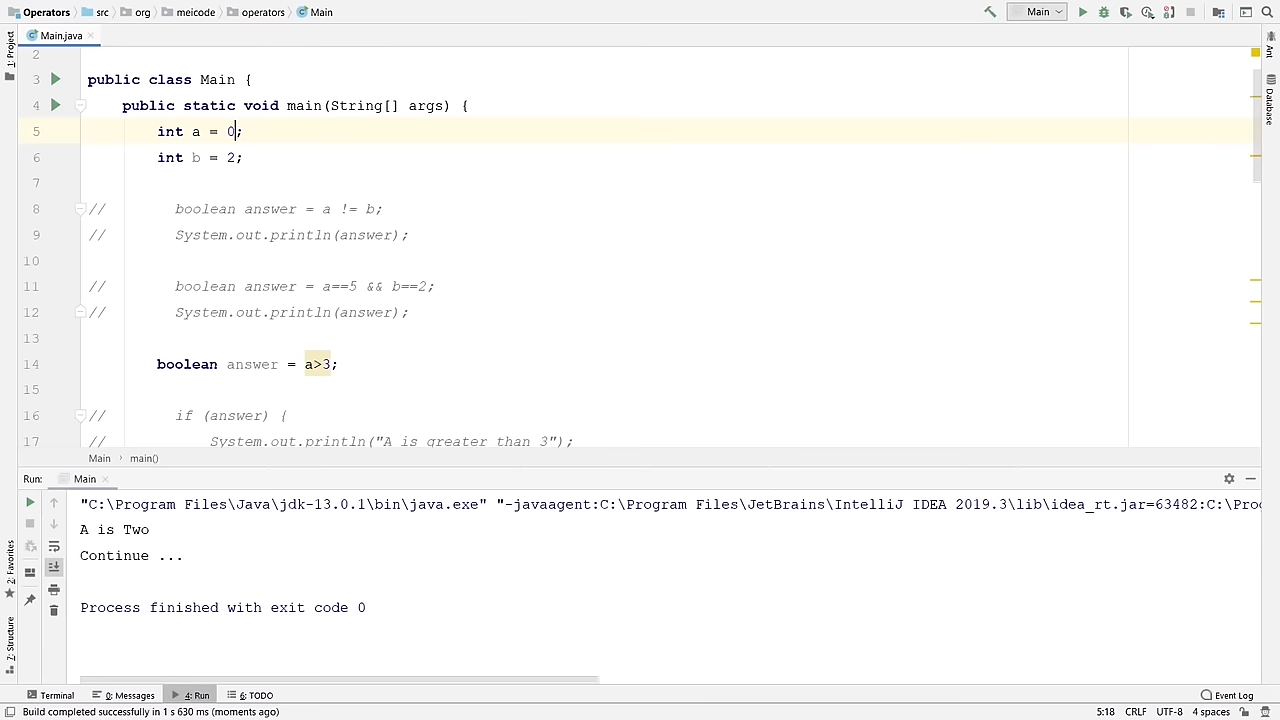 Operators src org meicode operators Main Main
Main.java
1: Project
Ant
Database
2
3 public class Main {
4 public static void main(String[] args) {
5 int a = 0;
6 int b = 2;
7
8 // boolean answer = a != b;
9 // System.out.println(answer);
10
11 // boolean answer = a==5 && b==2;
12 // System.out.println(answer);
13
14 boolean answer = a>3;
15
16 // if (answer) {
17 // System.out.println("A is greater than 3");
Main main()
Run: Main
"C:\Program Files\Java\jdk-13.0.1\bin\java.exe" "-javaagent:C:\Program Files\JetBrains\IntelliJ IDEA 2019.3\lib\idea_rt.jar=63482:C:\Pro
A is Two
Continue ...
Process finished with exit code 0
2: Favorites
7: Structure
Terminal 0: Messages 4: Run 6: TODO Event Log
Build completed successfully in 1 s 630 ms (moments ago) 5:18 CRLF UTF-8 4 spaces